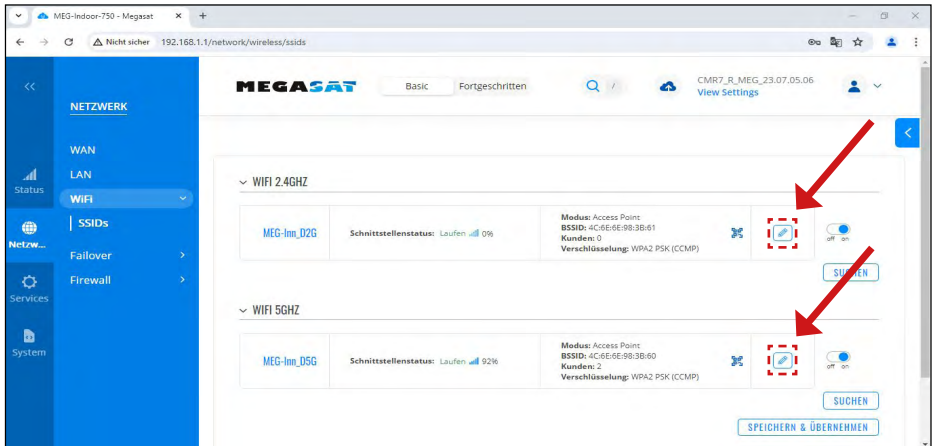 MEG-Indoor-750 - Megasat
Nicht sicher 192.168.1.1/network/wireless/ssids
MEGASAT
Basic Fortgeschritten
/
CMR7_R_MEG_23.07.05.06
View Settings
NETZWERK
WAN
LAN
WiFi
SSIDs
Failover
Firewall
Status
Netzw...
Services
System
WIFI 2.4GHZ
MEG-Inn_D2G
Schnittstellenstatus: Laufen 0%
Modus: Access Point
BSSID: 4C:6E:6E:98:3B:61
Kunden: 0
Verschlüsselung: WPA2 PSK (CCMP)
off on
SUCHEN
WIFI 5GHZ
MEG-Inn_D5G
Schnittstellenstatus: Laufen 92%
Modus: Access Point
BSSID: 4C:6E:6E:98:3B:60
Kunden: 2
Verschlüsselung: WPA2 PSK (CCMP)
off on
SUCHEN
SPEICHERN & ÜBERNEHMEN